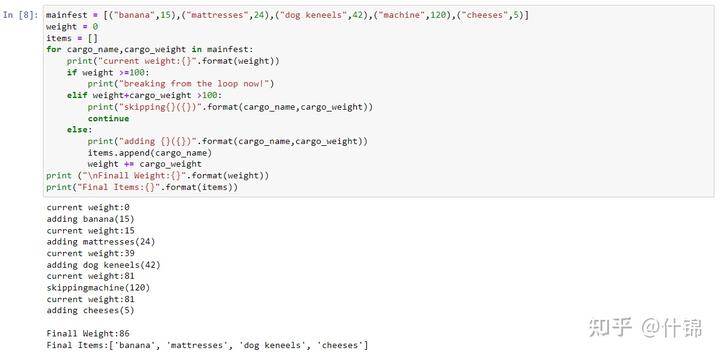 In [8]: mainfest = [("banana",15),("mattresses",24),("dog keneels",42),("machine",120),("cheeses",5)]
weight = 0
items = []
for cargo_name,cargo_weight in mainfest:
    print("current weight:{}".format(weight))
    if weight >=100:
        print("breaking from the loop now!")
    elif weight+cargo_weight >100:
        print("skipping{}({})".format(cargo_name,cargo_weight))
        continue
    else:
        print("adding {}({})".format(cargo_name,cargo_weight))
        items.append(cargo_name)
        weight += cargo_weight
print ("\nFinall Weight:{}".format(weight))
print("Final Items:{}".format(items))
current weight:0
adding banana(15)
current weight:15
adding mattresses(24)
current weight:39
adding dog keneels(42)
current weight:81
skippingmachine(120)
current weight:81
adding cheeses(5)
Finall Weight:86
Final Items:['banana', 'mattresses', 'dog keneels', 'cheeses']
知乎 @什锦